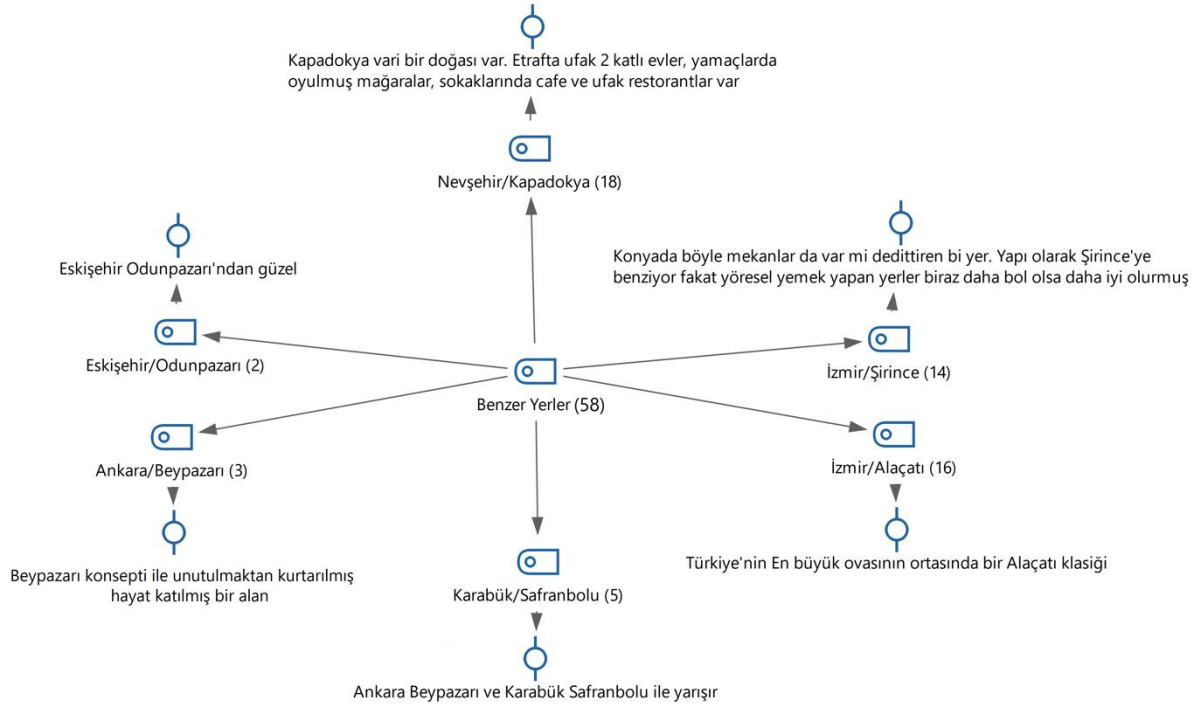 Kapadokya vari bir doğası var. Etrafta ufak 2 katlı evler, yamaçlarda
oyulmuş mağaralar, sokaklarında cafe ve ufak restorantlar var
Nevşehir/Kapadokya (18)
Eskişehir Odunpazarı'ndan güzel
Konyada böyle mekanlar da var mi dedittiren bi yer. Yapı olarak Şirince'ye
benziyor fakat yöresel yemek yapan yerler biraz daha bol olsa daha iyi olurmuş
Eskişehir/Odunpazarı (2)
İzmir/Şirince (14)
Benzer Yerler (58)
Ankara/Beypazarı (3)
İzmir/Alaçatı (16)
Beypazarı konsepti ile unutulmaktan kurtarılmış
hayat katılmış bir alan
Türkiye'nin En büyük ovasının ortasında bir Alaçatı klasiği
Karabük/Safranbolu (5)
Ankara Beypazarı ve Karabük Safranbolu ile yarışır